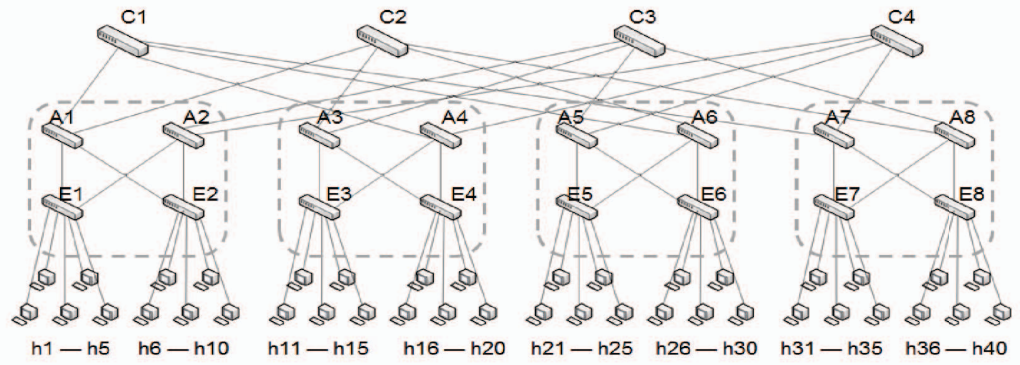 C1 C2 C3 C4
A1 A2 A3 A4 A5 A6 A7 A8
E1 E2 E3 E4 E5 E6 E7 E8
h1 — h5 h6 — h10 h11 — h15 h16 — h20 h21 — h25 h26 — h30 h31 — h35 h36 — h40